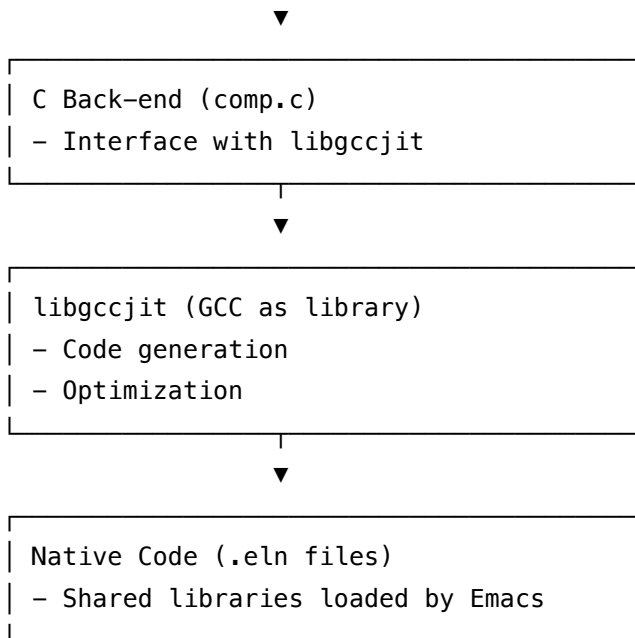 ▼
C Back-end (comp.c)
- Interface with libgccjit
▼
libgccjit (GCC as library)
- Code generation
- Optimization
▼
Native Code (.eln files)
- Shared libraries loaded by Emacs